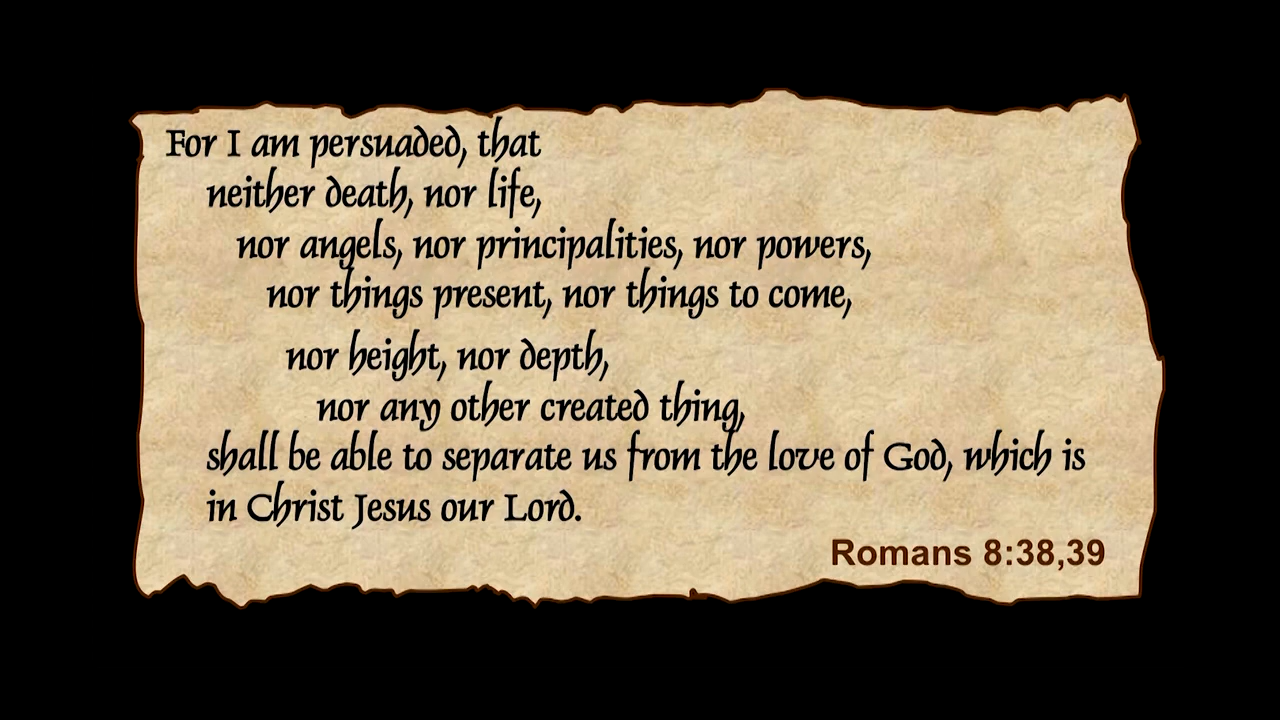 For I am persuaded, that
neither death, nor life,
nor angels, nor principalities, nor powers,
nor things present, nor things to come,
nor height, nor depth,
nor any other created thing,
shall be able to separate us from the love of God, which is
in Christ Jesus our Lord.
Romans 8:38,39